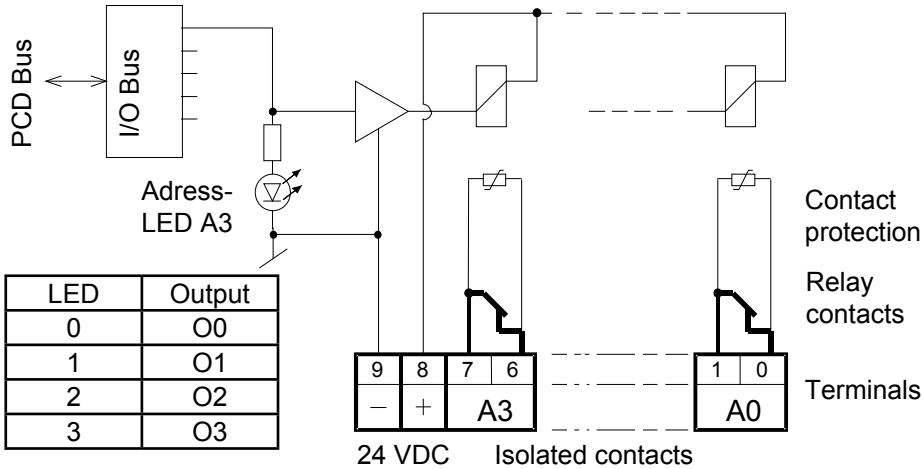 PCD Bus
I/O Bus
Adress-
LED A3
Contact
protection
Relay
contacts
LED Output
0 O0
1 O1
2 O2
3 O3
9 8 7 6 1 0
– + A3 A0
Terminals
24 VDC Isolated contacts